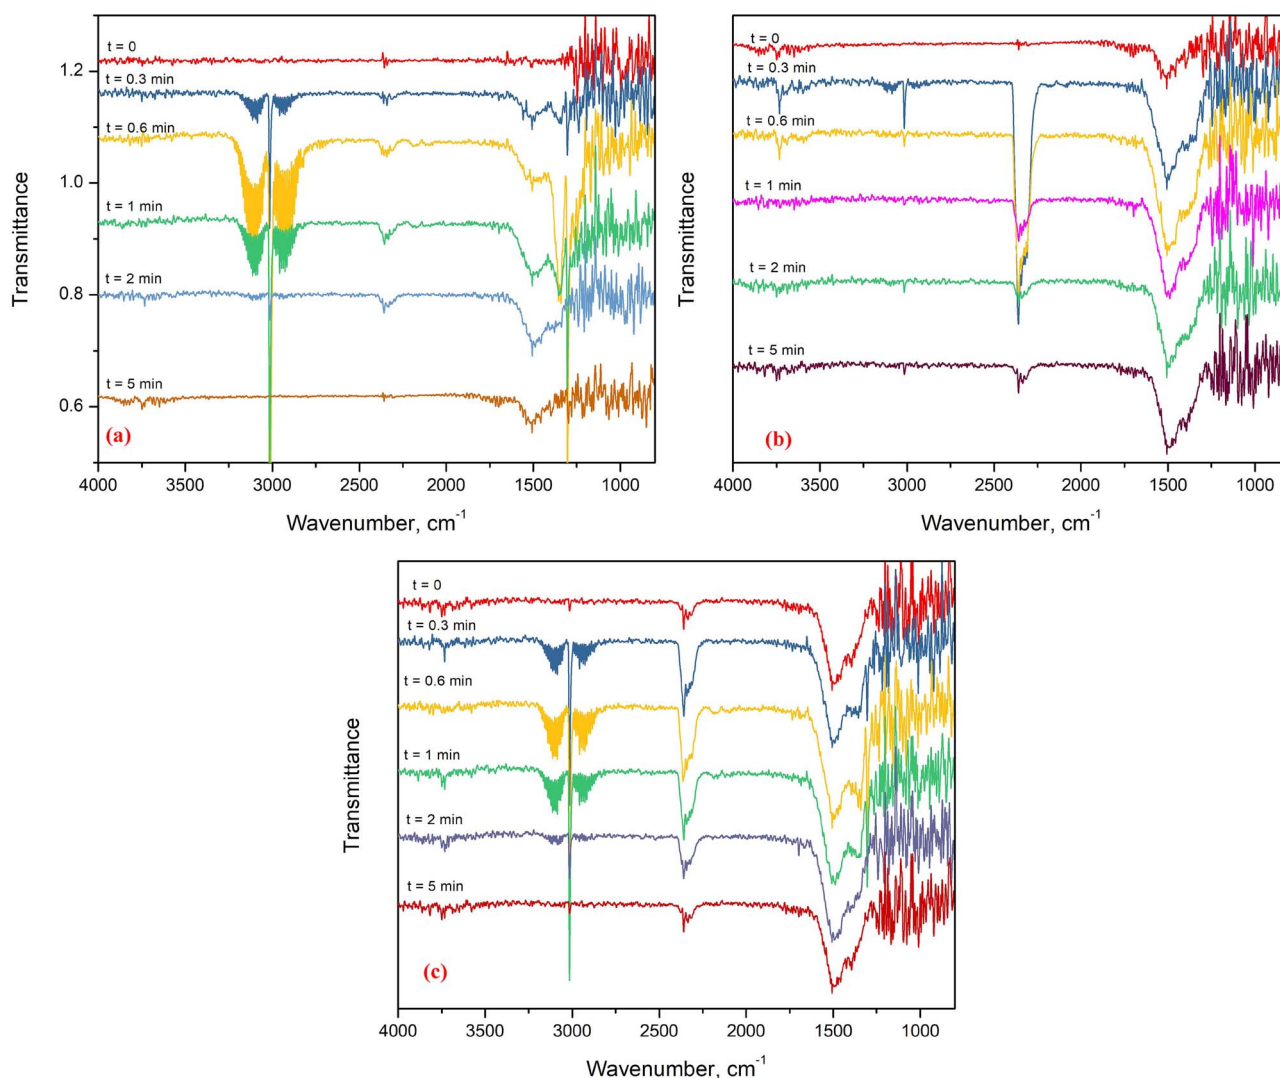 t = 0
1.2
t = 0.3 min
t = 0.6 min
1.0
t = 1 min
t = 2 min
0.8
t = 5 min
0.6
(a)
Transmittance
4000 3500 3000 2500 2000 1500 1000
Wavenumber, cm-1
t = 0
t = 0.3 min
t = 0.6 min
t = 1 min
t = 2 min
t = 5 min
(b)
Transmittance
4000 3500 3000 2500 2000 1500 1000
Wavenumber, cm-1
t = 0
t = 0.3 min
t = 0.6 min
t = 1 min
t = 2 min
t = 5 min
(c)
Transmittance
4000 3500 3000 2500 2000 1500 1000
Wavenumber, cm-1